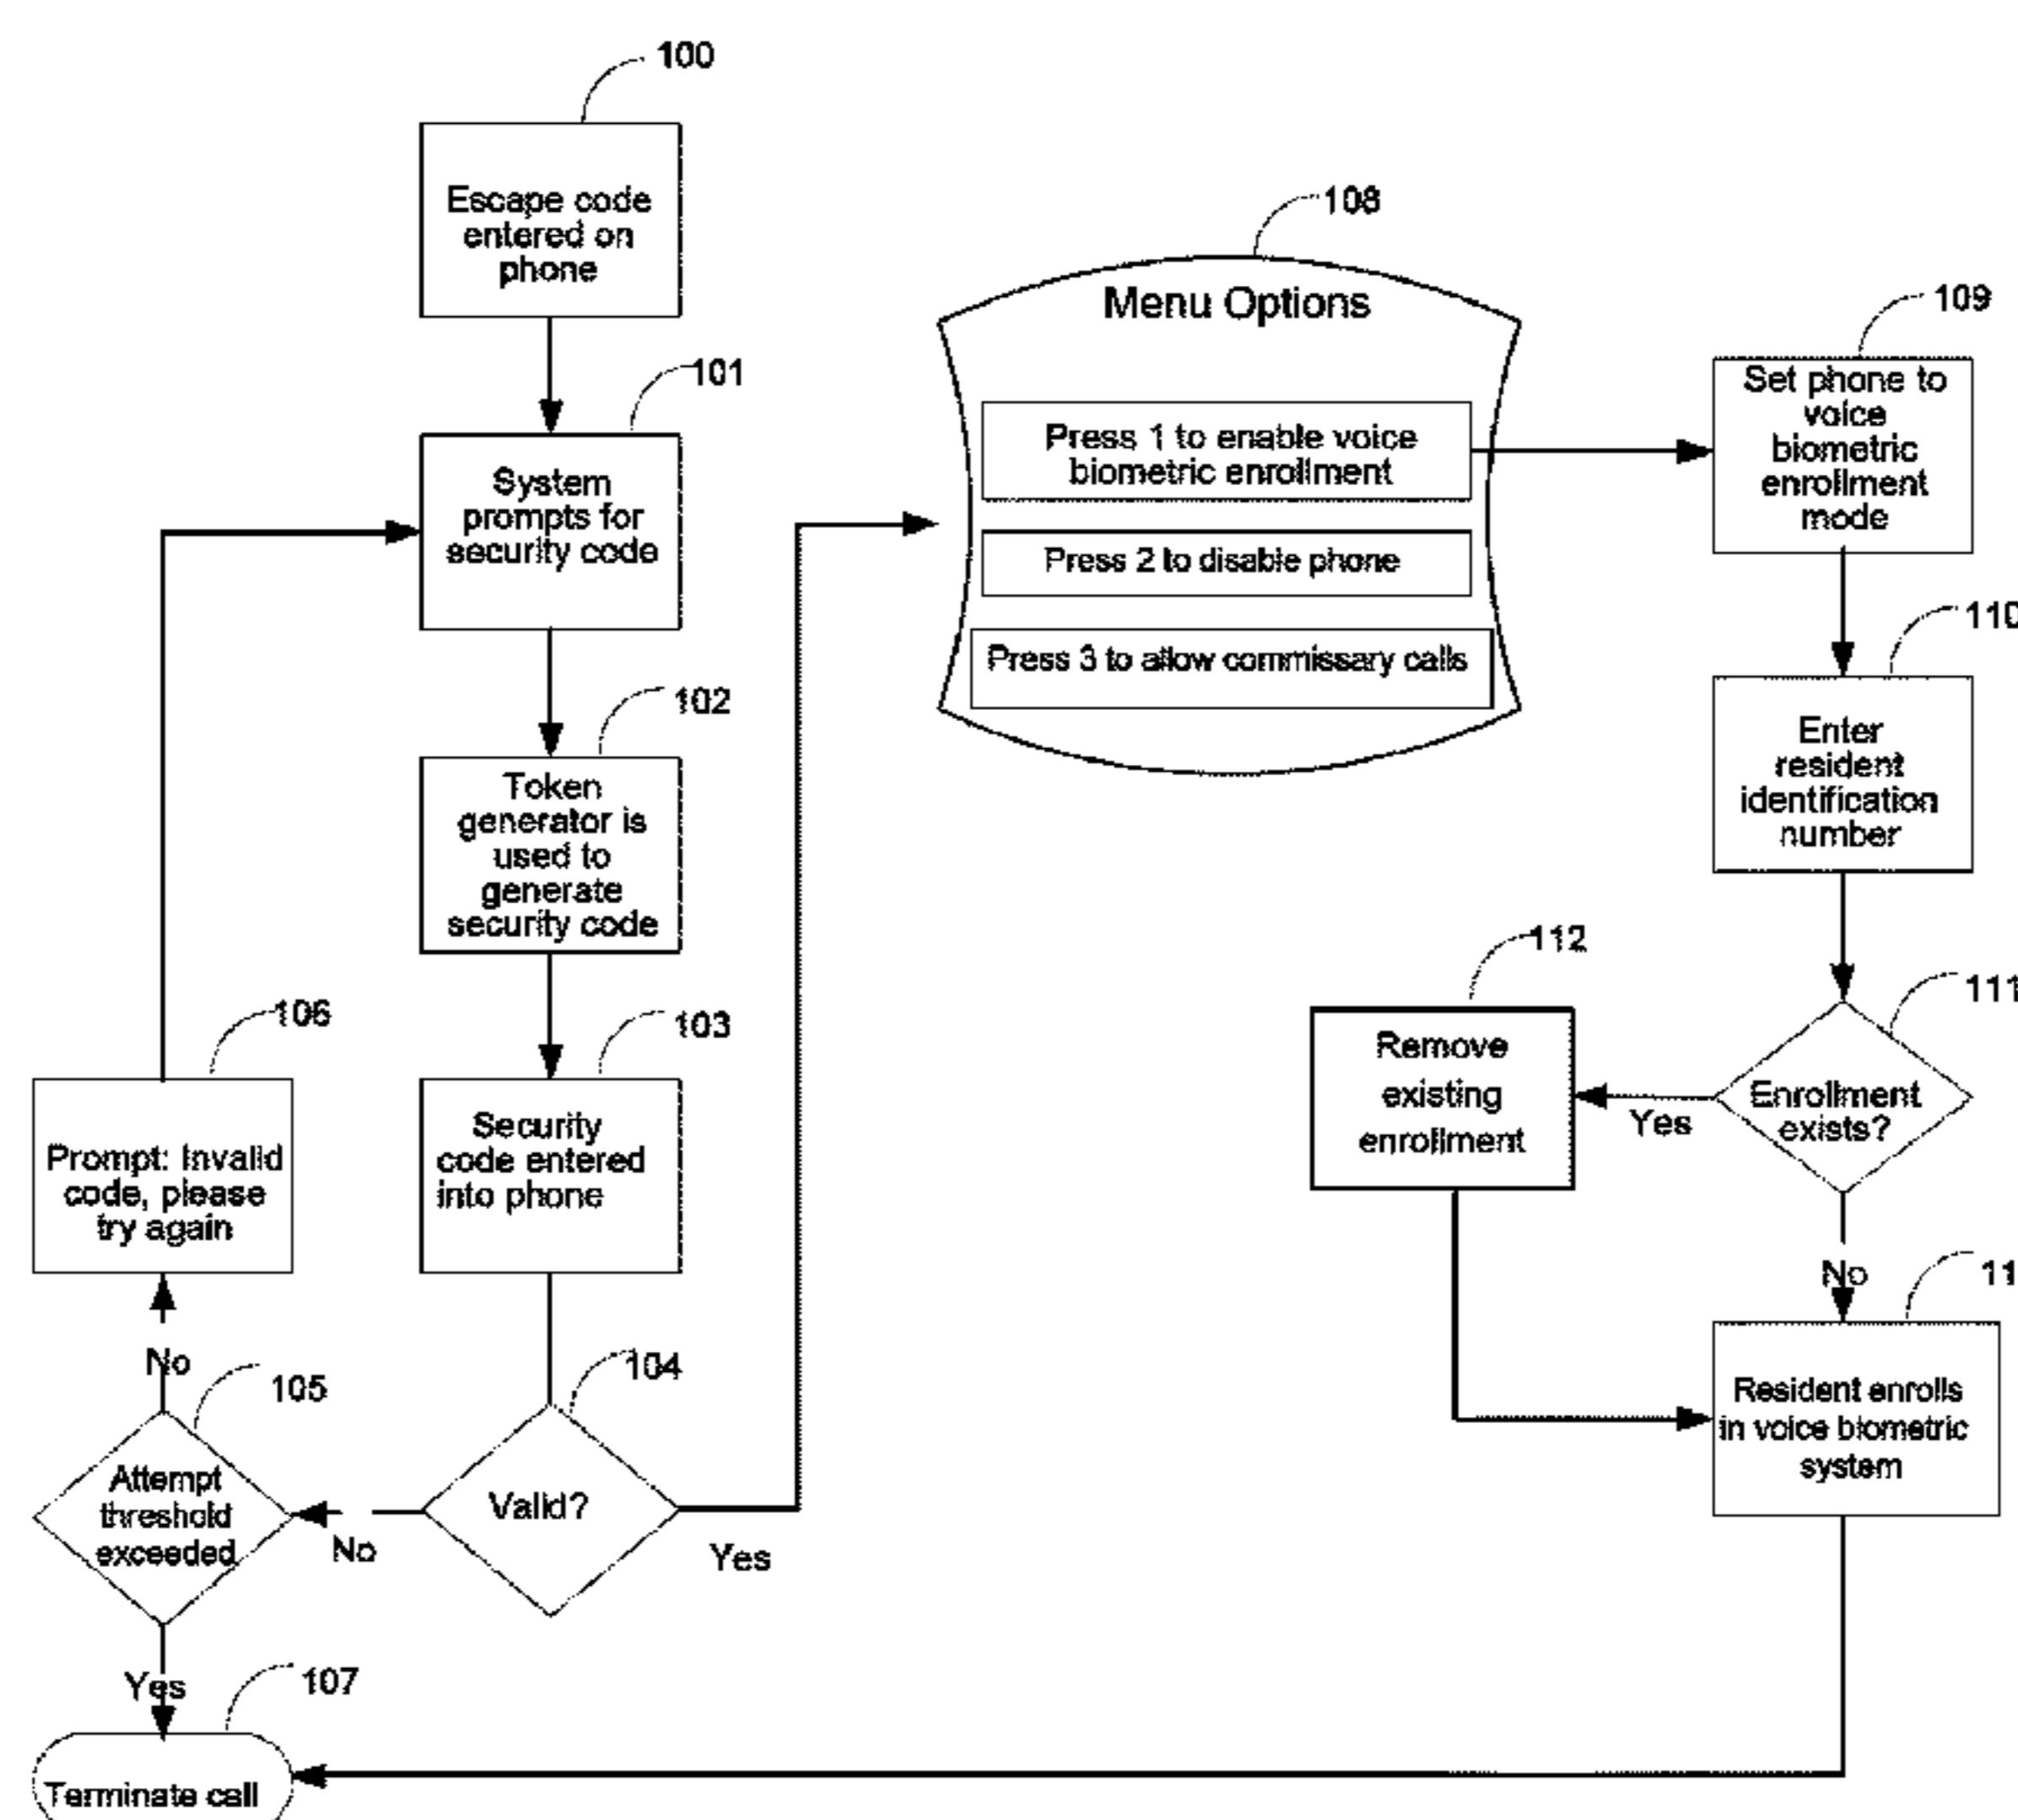 100
Escape code
entered on
phone
101
System
prompts for
security code
102
Token
generator is
used to
generate
security code
103
Security
code entered
into phone
104
Valid?
No
Yes
105
Attempt
threshold
exceeded
No
106
Prompt: Invalid
code, please
try again
Yes
107
Terminate call
108
Menu Options
Press 1 to enable voice
biometric enrollment
Press 2 to disable phone
Press 3 to allow commissary calls
109
Set phone to
voice
biometric
enrollment
mode
110
Enter
resident
identification
number
111
Enrollment
exists?
Yes
112
Remove
existing
enrollment
No
11
Resident enrolls
in voice biometric
system